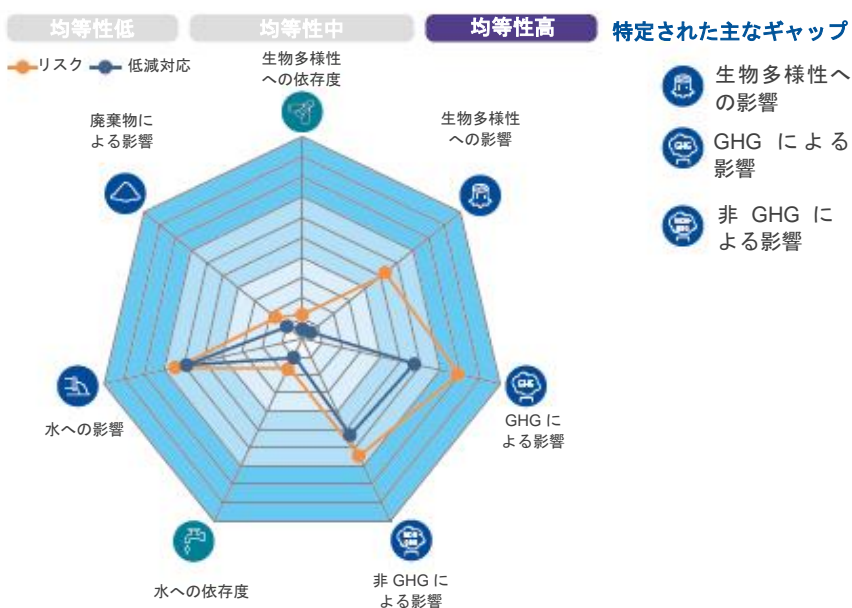 均等性低
均等性中
均等性高
特定された主なギャップ
リスク
低減対応
生物多様性
への依存度
廃棄物に
よる影響
生物多様性
への影響
生物多様性へ
の影響
GHG による
影響
非 GHG に
よる影響
GHG
GHG
水への影響
GHG に
よる影響
水への依存度
非 GHG に
よる影響